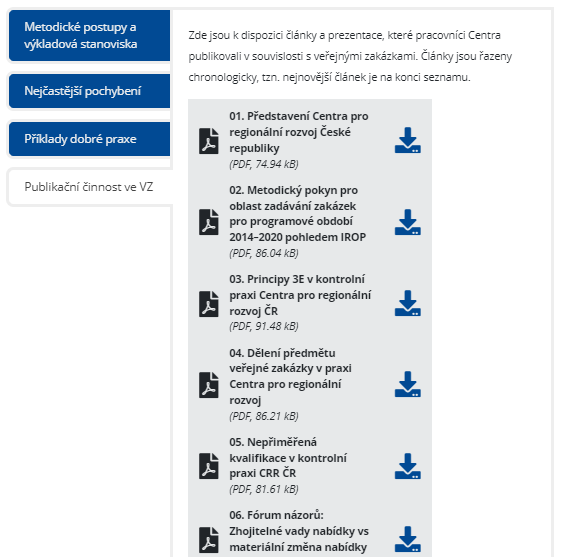 Metodické postupy a
výkladová stanoviska
Nejčastější pochybení
Příklady dobré praxe
Publikační činnost ve VZ
Zde jsou k dispozici články a prezentace, které pracovníci Centra
publikovali v souvislosti s veřejnými zakázkami. Články jsou řazeny
chronologicky, tzn. nejnovější článek je na konci seznamu.
01. Představení Centra pro
regionální rozvoj České
republiky
(PDF, 74.94 kB)
02. Metodický pokyn pro
oblast zadávání zakázek
pro programové období
2014–2020 pohledem IROP
(PDF, 86.04 kB)
03. Principy 3E v kontrolní
praxi Centra pro regionální
rozvoj ČR
(PDF, 91.48 kB)
04. Dělení předmětu
veřejné zakázky v praxi
Centra pro regionální
rozvoj
(PDF, 86.21 kB)
05. Nepřiměřená
kvalifikace v kontrolní
praxi CRR ČR
(PDF, 81.61 kB)
06. Fórum názorů:
Zhojitelné vady nabídky vs
materiální změna nabídky